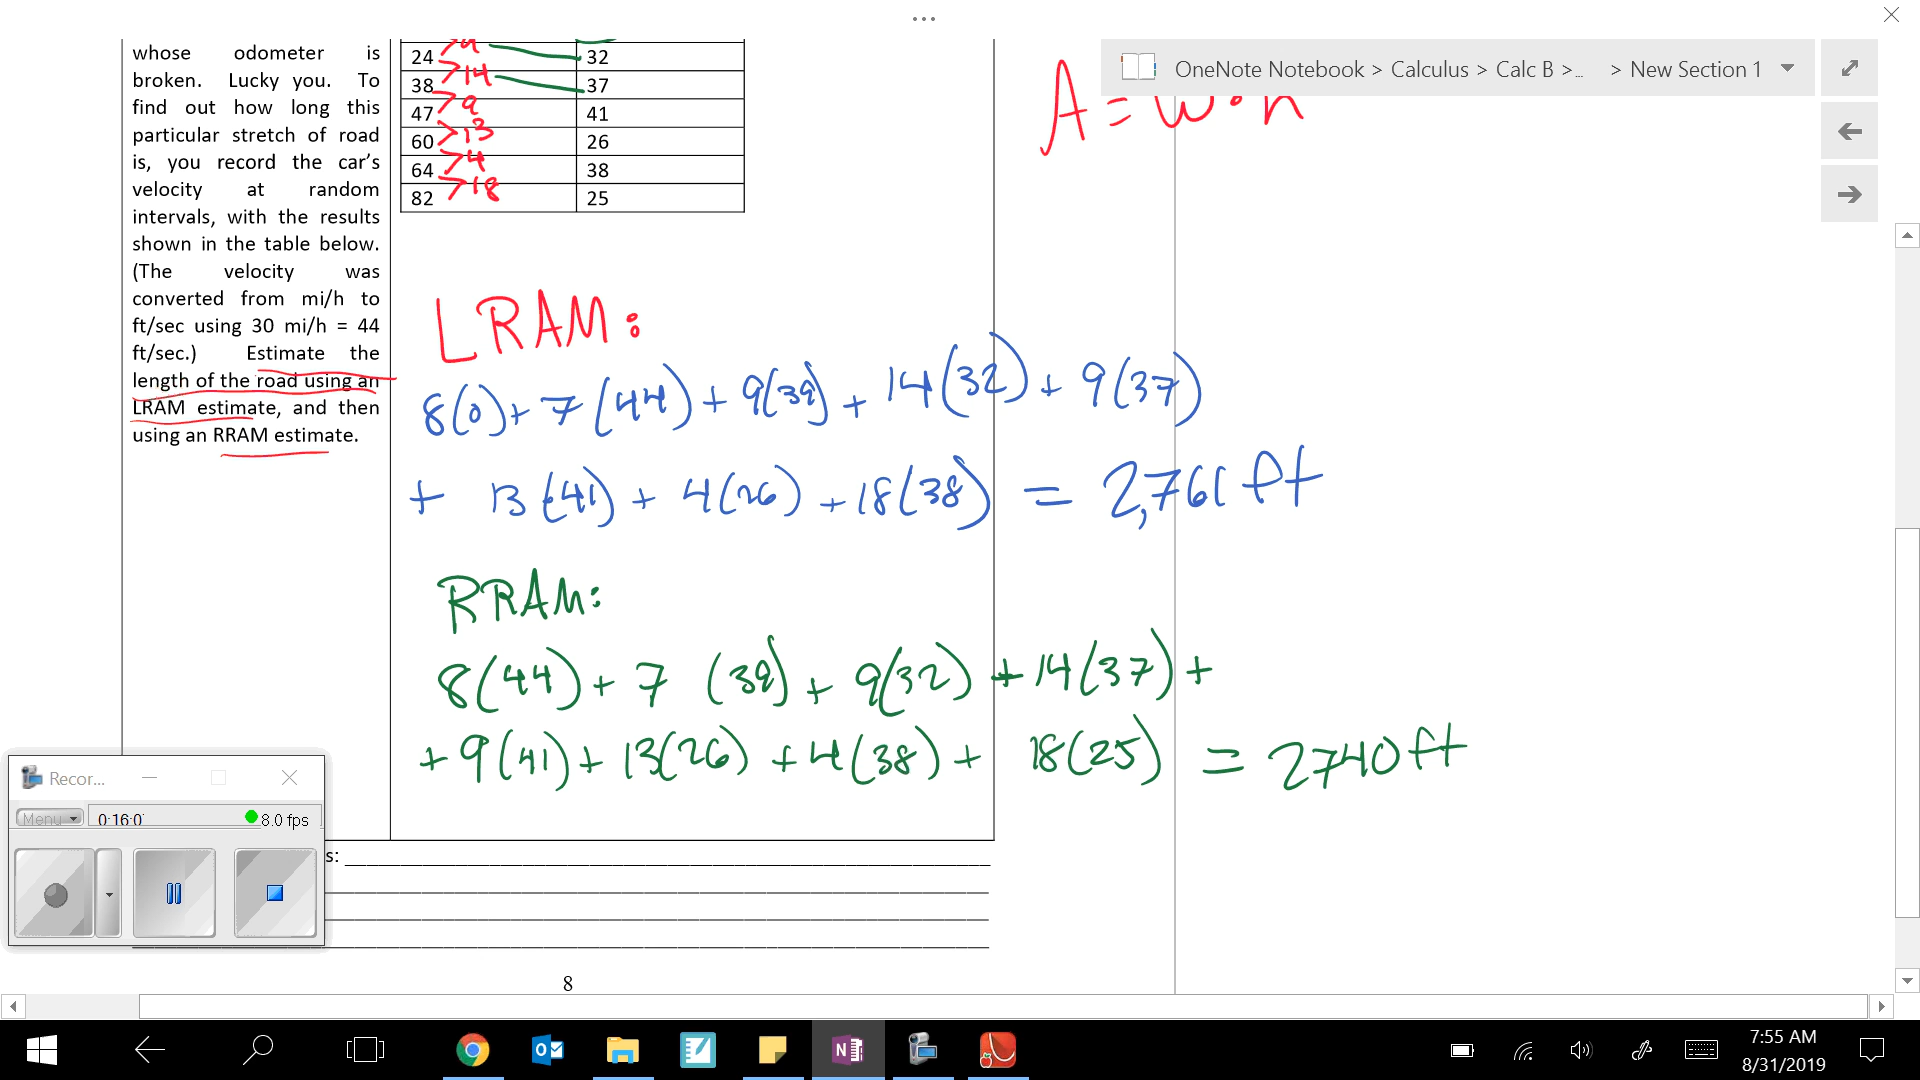 whose odometer is
broken. Lucky you. To
find out how long this
particular stretch of road
is, you record the car's
velocity at random
intervals, with the results
shown in the table below.
(The velocity was
converted from mi/h to
ft/sec using 30 mi/h = 44
ft/sec.) Estimate the
length of the road using an
LRAM estimate, and then
using an RRAM estimate.
24 >9 32
38 >14 37
47 >9 41
60 >13 26
64 >4 38
82 >18 25
A = w·h
OneNote Notebook > Calculus > Calc B >... > New Section 1
LRAM:
8(0)+ 7(44) + 9(39) + 14(32) + 9(37)
+ 13(41) + 4(26) + 18(38) = 2,761 ft
RRAM:
8(44) + 7 (39) + 9(32) + 14(37) +
+ 9(41) + 13(26) + 4(38) + 18(25) = 2740 ft
Recor...
Menu
0:16:0
8.0 fps
s:
8
7:55 AM
8/31/2019